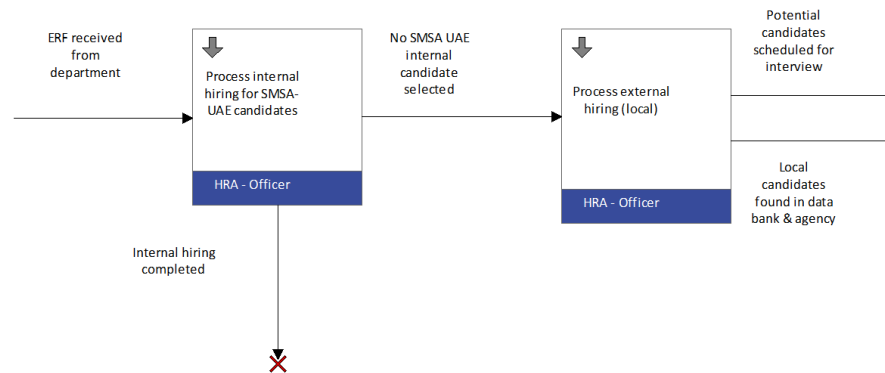 ERF received
from
department
Process internal
hiring for SMSA-
UAE candidates
HRA - Officer
No SMSA UAE
internal
candidate
selected
Process external
hiring (local)
HRA - Officer
Potential
candidates
scheduled for
interview
Local
candidates
found in data
bank & agency
Internal hiring
completed